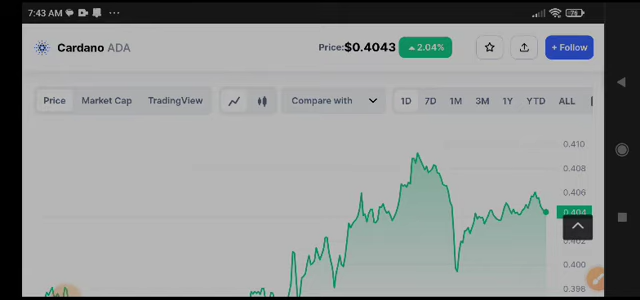 7:43 AM 76
Cardano ADA Price: $0.4043 2.04% + Follow
Price Market Cap TradingView Compare with 1D 7D 1M 3M 1Y YTD ALL
0.410
0.408
0.406
0.404
0.402
0.400
0.398